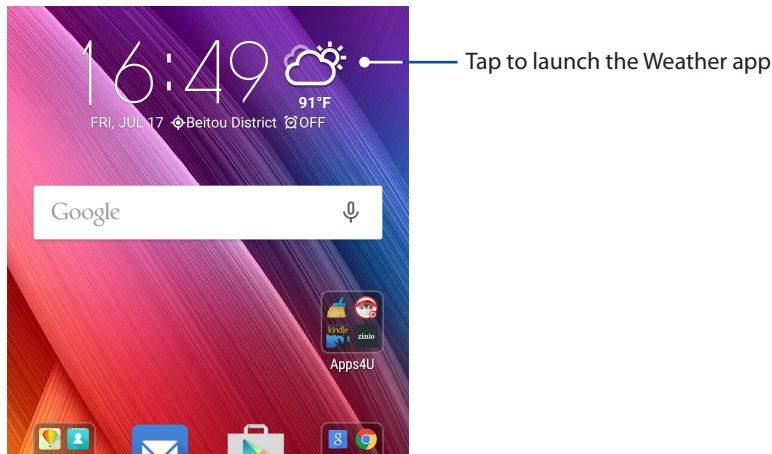 16:49
Tap to launch the Weather app
91°F
FRI, JUL 17 Beitou District OFF
Google
kindle
zinio
Apps4U
8